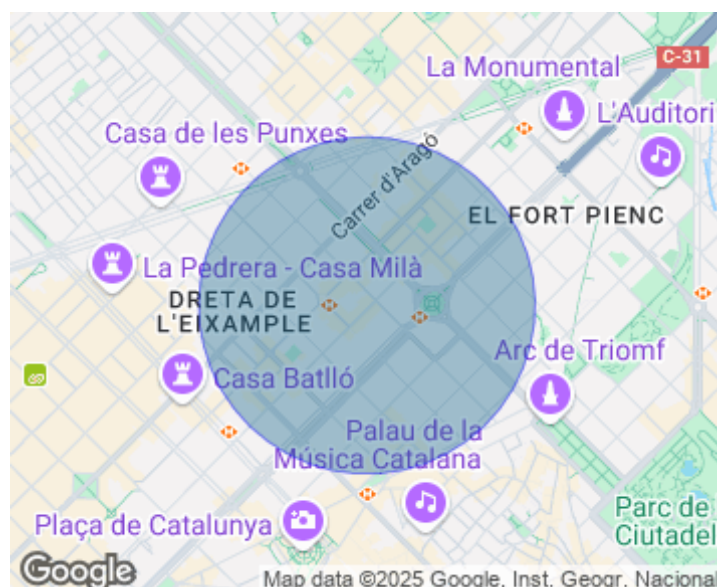 C-31
La Monumental
L'Auditori
Casa de les Punxes
Carrer d'Aragó
EL FORT PIENC
La Pedrera - Casa Milà
DRETA DE
L'EIXAMPLE
Arc de Triomf
Casa Batlló
Palau de la
Música Catalana
Plaça de Catalunya
Parc de
Ciutadel
Google
Map data ©2025 Google, Inst. Geogr. Nacional